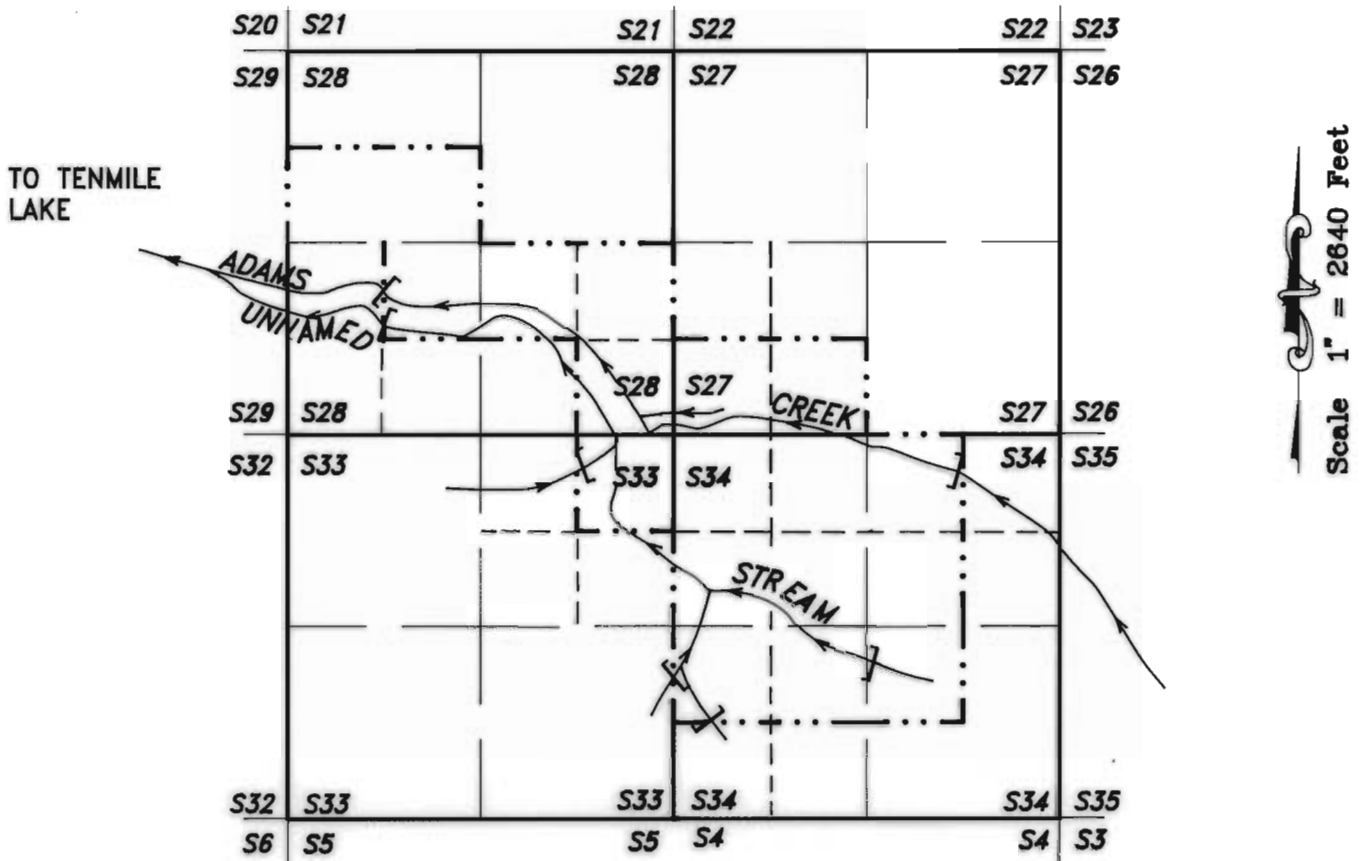 S20 S21 S21 S22 S22 S23
S29 S28 S28 S27 S27 S26
TO TENMILE
LAKE
ADAMS
UNNAMED
S28 S27
CREEK
S29 S28 S27 S26
S32 S33 S33 S34 S34 S35
STREAM
S32 S33 S33 S34 S34 S35
S6 S5 S5 S4 S4 S3
Scale 1" = 2640 Feet